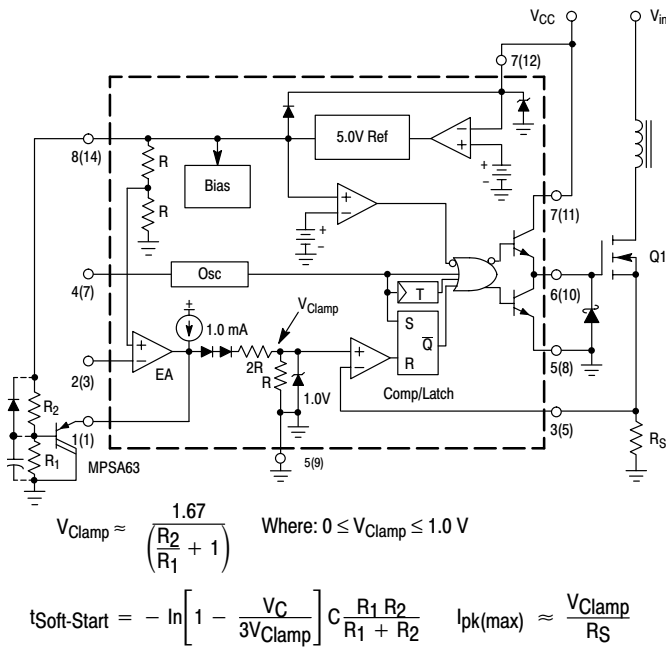 VCC
Vin
7(12)
5.0V Ref
+
−
+
−
8(14)
R
Bias
R
+
−
+
−
7(11)
Q1
4(7)
Osc
T
6(10)
+
1.0 mA
VClamp
S
Q̅
R
5(8)
+
−
EA
2R
R
1.0V
+
−
Comp/Latch
2(3)
R2
1(1)
R1
MPSA63
5(9)
3(5)
RS
VClamp ≈ 1.67 / (R2/R1 + 1) Where: 0 ≤ VClamp ≤ 1.0 V
tSoft-Start = − ln[1 − VC/3VClamp] C R1 R2/R1 + R2 Ipk(max) ≈ VClamp/RS